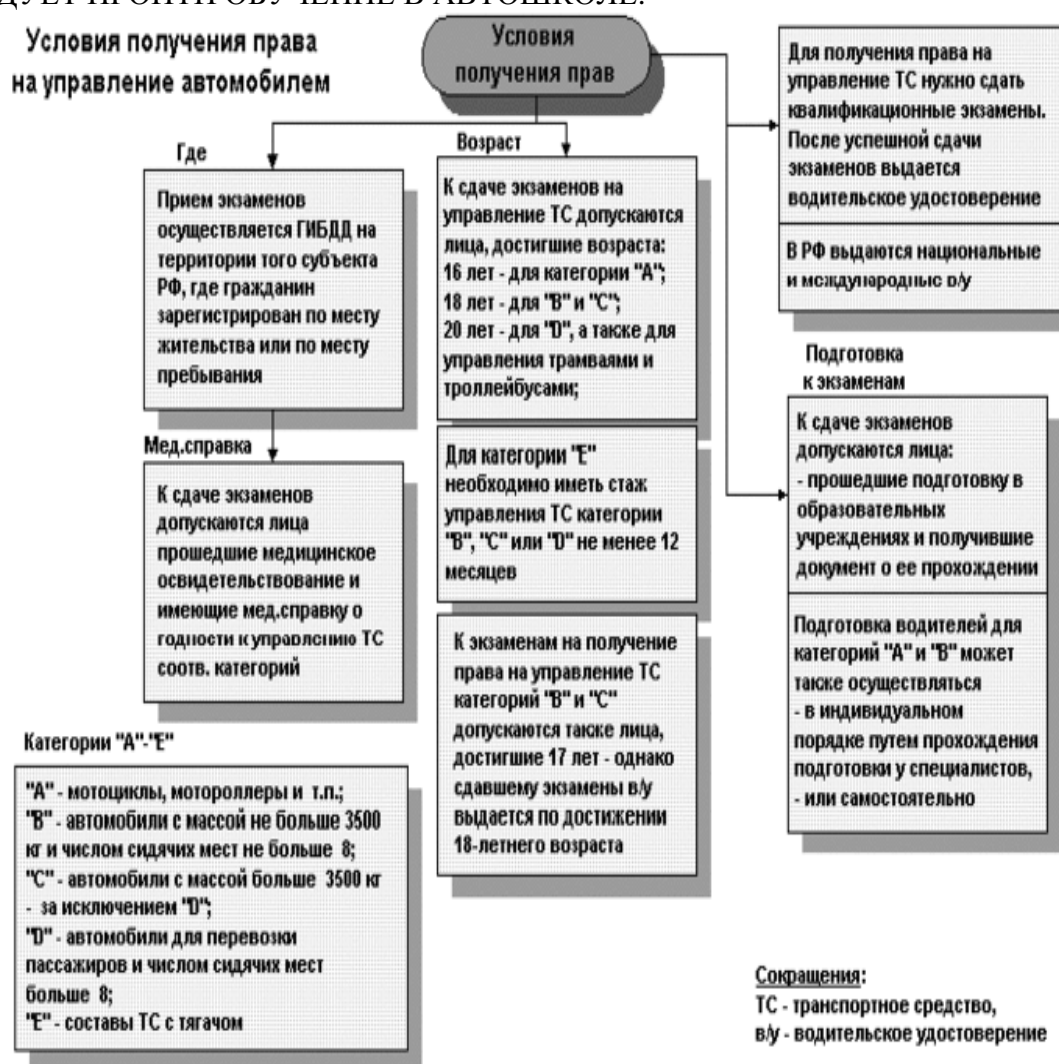 ДУЕТ ПРОЙТИ ОБУЧЕНИЕ В АВТОШКОЛЕ.
Условия получения права
на управление автомобилем
Условия
получения прав
Где
Прием экзаменов
осуществляется ГИБДД на
территории того субъекта
РФ, где гражданин
зарегистрирован по месту
жительства или по месту
пребывания
Мед.справка
К сдаче экзаменов
допускаются лица
прошедшие медицинское
освидетельствование и
имеющие мед.справку о
годности к управлению ТС
соотв. категорий
Возраст
К сдаче экзаменов на
управление ТС допускаются
лица, достигшие возраста:
16 лет - для категории "А";
18 лет - для "В" и "С";
20 лет - для "D", а также для
управления трамваями и
троллейбусами;
Для категории "Е"
необходимо иметь стаж
управления ТС категории
"В", "С" или "D" не менее 12
месяцев
К экзаменам на получение
права на управление ТС
категорий "В" и "С"
допускаются также лица,
достигшие 17 лет - однако
сдавшему экзамены в/у
выдается по достижении
18-летнего возраста
Для получения права на
управление ТС нужно сдать
квалификационные экзамены.
После успешной сдачи
экзаменов выдается
водительское удостоверение
В РФ выдаются национальные
и международные в/у
Подготовка
к экзаменам
К сдаче экзаменов
допускаются лица:
- прошедшие подготовку в
образовательных
учреждениях и получившие
документ о ее прохождении
Подготовка водителей для
категорий "А" и "В" может
также осуществляться
- в индивидуальном
порядке путем прохождения
подготовки у специалистов,
- или самостоятельно
Категории "А"-"Е"
"А" - мотоциклы, мотороллеры и т.п.;
"В" - автомобили с массой не больше 3500
кг и числом сидячих мест не больше 8;
"С" - автомобили с массой больше 3500 кг
- за исключением "D";
"D" - автомобили для перевозки
пассажиров и числом сидячих мест
больше 8;
"Е" - составы ТС с тягачом
Сокращения:
ТС - транспортное средство,
в/у - водительское удостоверение